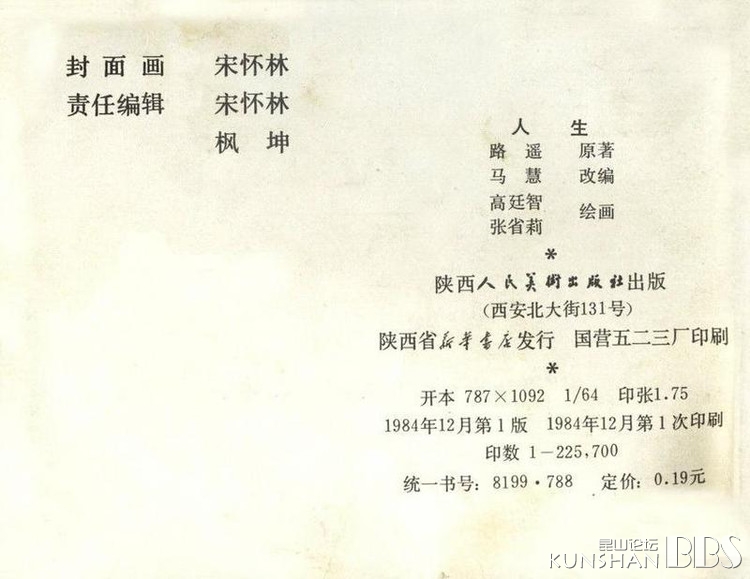 封面画 宋怀林
责任编辑 宋怀林
枫坤
人生
路遥 原著
马慧 改编
高廷智
张省莉 绘画
*
陕西人民美術出版社出版
(西安北大街131号)
陕西省新华書店发行 国营五二三厂印刷
*
开本 787×1092 1/64 印张1.75
1984年12月第1版 1984年12月第1次印刷
印数 1-225,700
统一书号: 8199·788 定价: 0.19元
昆山论坛
KUNSHAN BBS